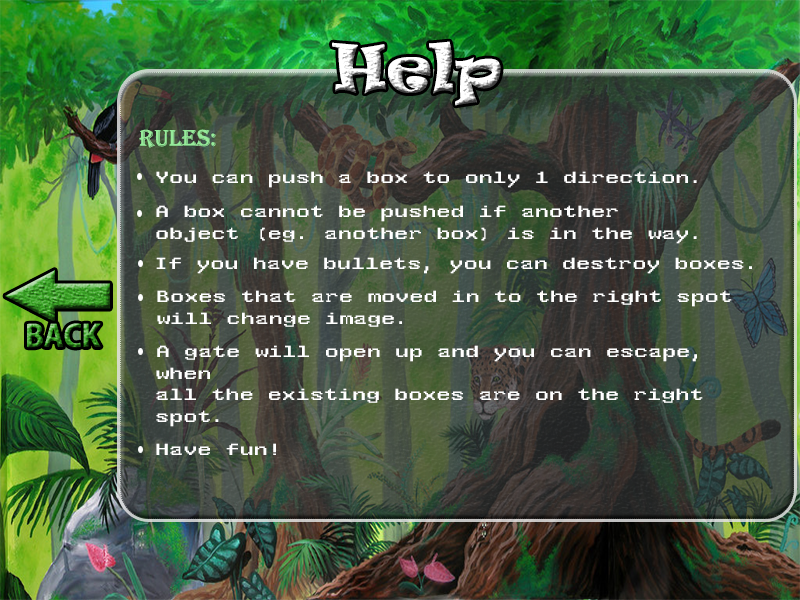 Help
RULES:
• You can push a box to only 1 direction.
• A box cannot be pushed if another
object (eg. another box) is in the way.
• If you have bullets, you can destroy boxes.
• Boxes that are moved in to the right spot
will change image.
• A gate will open up and you can escape,
when
all the existing boxes are on the right
spot.
• Have fun!
BACK